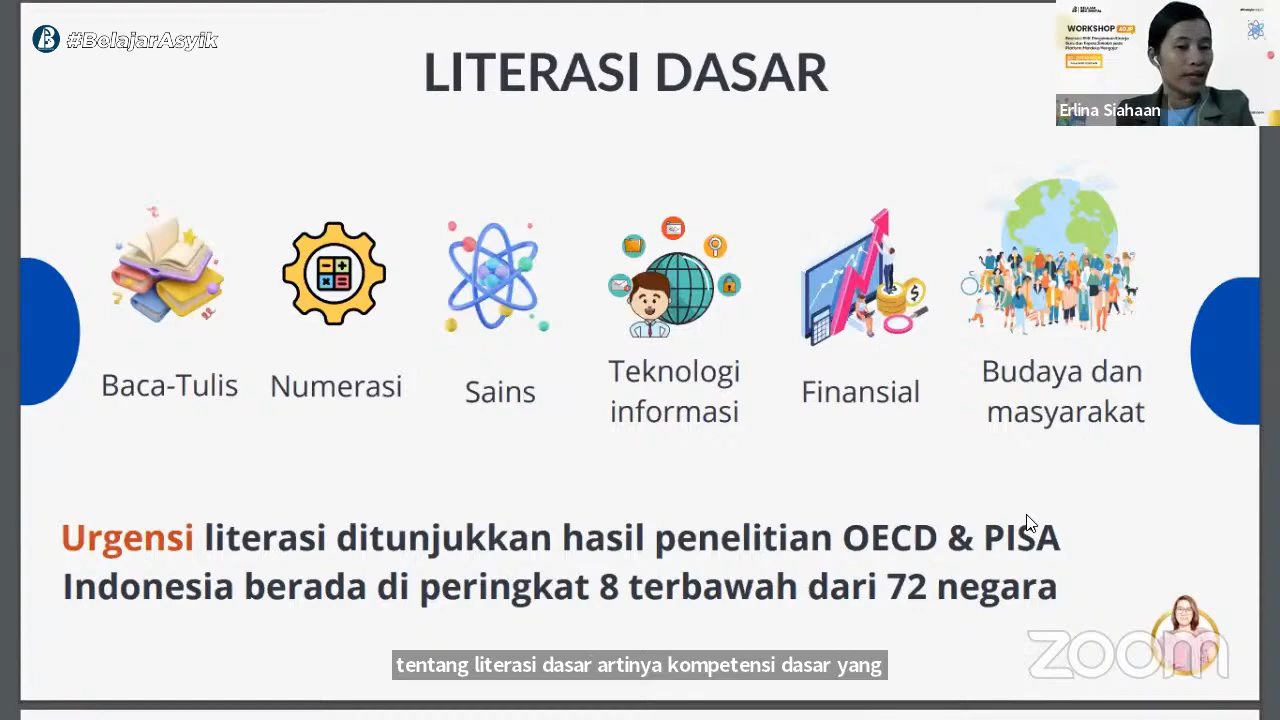 #BelajarAsyik
LITERASI DASAR
WORKSHOP
Erlina Siahaan
Baca-Tulis
Numerasi
Sains
Teknologi
informasi
Finansial
Budaya dan
masyarakat
Urgensi literasi ditunjukkan hasil penelitian OECD & PISA
Indonesia berada di peringkat 8 terbawah dari 72 negara
zoom
tentang literasi dasar artinya kompetensi dasar yang